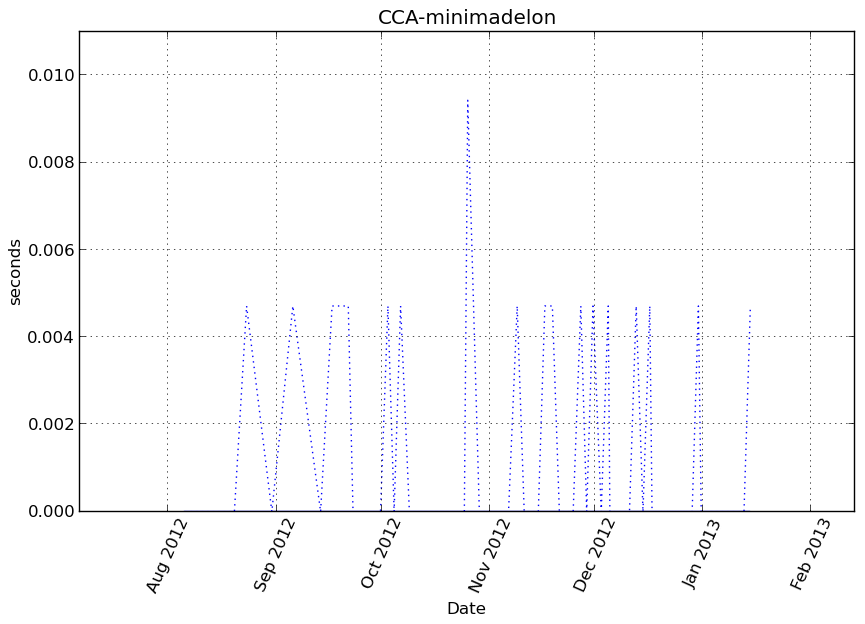 CCA-minimadelon
0.010
0.008
0.006
0.004
0.002
0.000
seconds
Aug 2012
Sep 2012
Oct 2012
Nov 2012
Dec 2012
Jan 2013
Feb 2013
Date